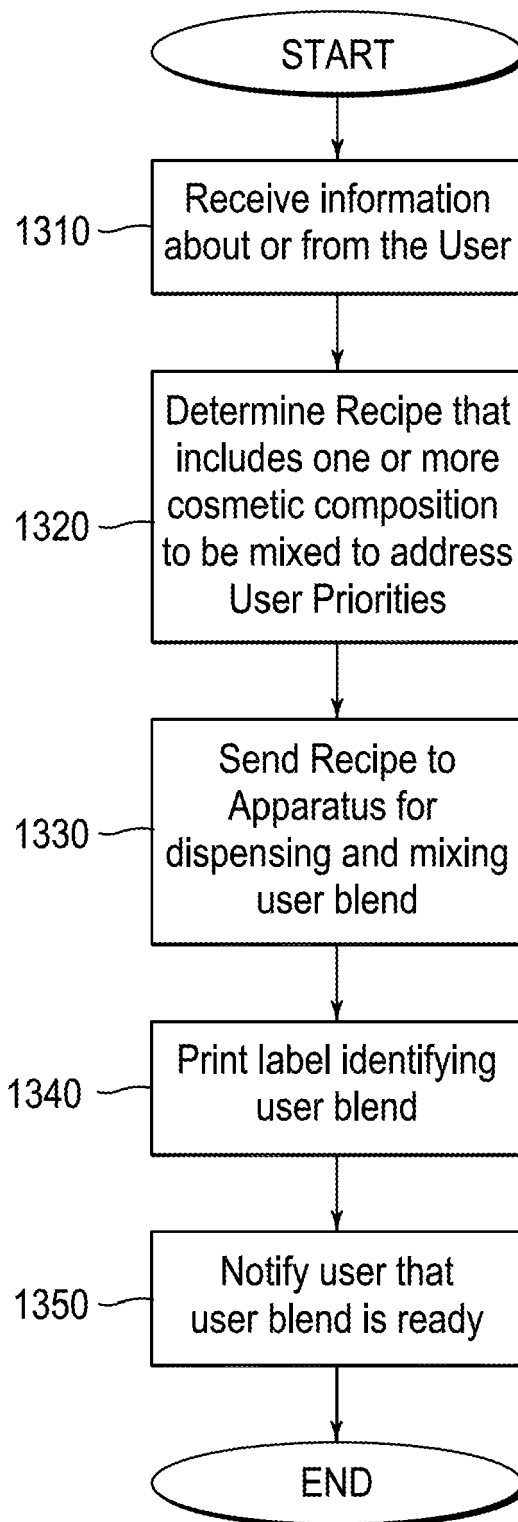 START
1310
Receive information
about or from the User
1320
Determine Recipe that
includes one or more
cosmetic composition
to be mixed to address
User Priorities
1330
Send Recipe to
Apparatus for
dispensing and mixing
user blend
1340
Print label identifying
user blend
1350
Notify user that
user blend is ready
END